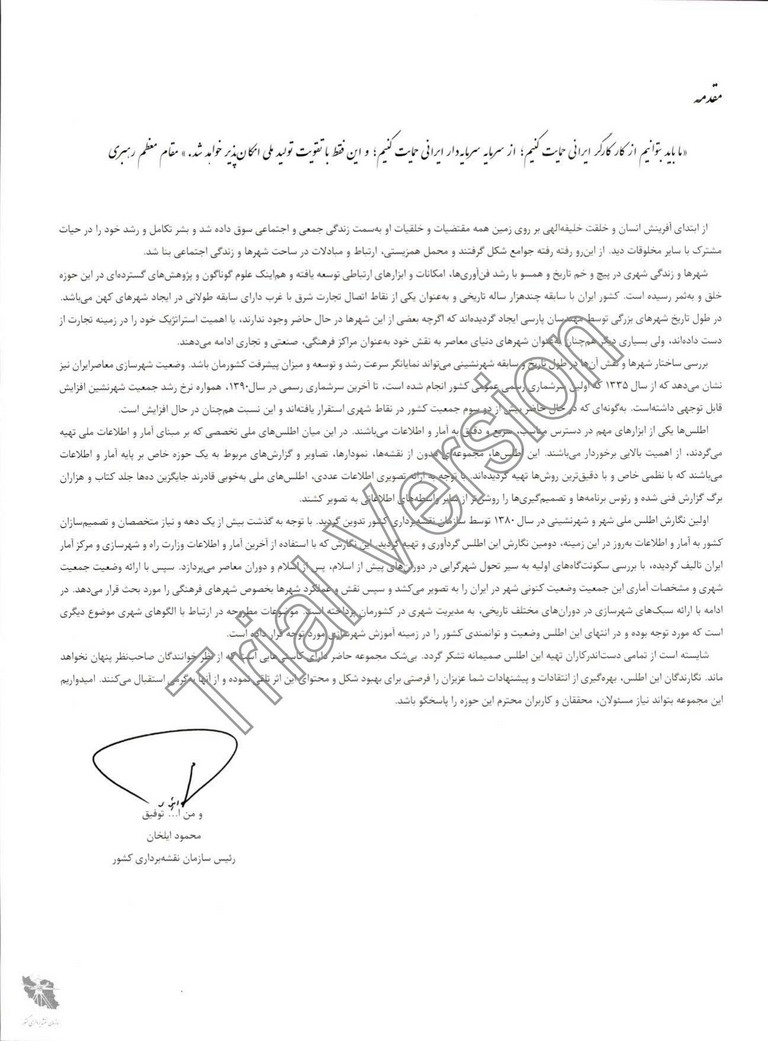 مقدمه
«ما باید بتوانیم از کار کارگر ایرانی حمایت کنیم؛ از سرمایه سرمایه‌دار ایرانی حمایت کنیم؛ و این فقط با تقویت تولید ملی امکان‌پذیر خواهد شد.» مقام معظم رهبری
از ابتدای آفرینش انسان و خلقت خلیفه‌الهی بر روی زمین همه مقتضیات و خلقیات او به‌سمت زندگی جمعی و اجتماعی سوق داده شد و بشر تکامل و رشد خود را در حیات
مشترک با سایر مخلوقات دید. از این‌رو رفته رفته جوامع شکل گرفتند و محمل همزیستی، ارتباط و مبادلات در ساحت شهرها و زندگی اجتماعی بنا شد.
شهرها و زندگی شهری در پیچ و خم تاریخ و همسو با رشد فن‌آوری‌ها، امکانات و ابزارهای ارتباطی توسعه یافته و هم‌اینک علوم گوناگون و پژوهش‌های گسترده‌ای در این حوزه
خلق و به‌ثمر رسیده است. کشور ایران با سابقه چندهزار ساله تاریخی و به‌عنوان یکی از نقاط اتصال تجارت شرق با غرب دارای سابقه طولانی در ایجاد شهرهای کهن می‌باشد.
در طول تاریخ شهرهای بزرگی توسط مهندسان پارسی ایجاد گردیده‌اند که اگرچه بعضی از این شهرها در حال حاضر وجود ندارند، یا اهمیت استراتژیک خود را در زمینه تجارت از
دست داده‌اند، ولی بسیاری دیگر هم‌چنان به‌عنوان شهرهای دنیای معاصر به نقش خود به‌عنوان مراکز فرهنگی، صنعتی و تجاری ادامه می‌دهند.
بررسی ساختار شهرها و نقش آن‌ها در طول تاریخ و سابقه شهرنشینی می‌تواند نمایانگر سرعت رشد و توسعه و میزان پیشرفت کشورمان باشد. وضعیت شهرسازی معاصرایران نیز
نشان می‌دهد که از سال ۱۳۳۵ که اولین سرشماری رسمی عمومی کشور انجام شده است، تا آخرین سرشماری رسمی در سال۱۳۹۰، همواره نرخ رشد جمعیت شهرنشین افزایش
قابل توجهی داشته‌است. به‌گونه‌ای که در حال حاضر بیش از دو سوم جمعیت کشور در نقاط شهری استقرار یافته‌اند و این نسبت هم‌چنان در حال افزایش است.
اطلس‌ها یکی از ابزارهای مهم در دسترس مناسب، سریع و دقیق به آمار و اطلاعات می‌باشند. در این میان اطلس‌های ملی تخصصی که بر مبنای آمار و اطلاعات ملی تهیه
می‌گردند، از اهمیت بالایی برخوردار می‌باشند. این اطلس‌ها، مجموعه‌ای مدون از نقشه‌ها، نمودارها، تصاویر و گزارش‌های مربوط به یک حوزه خاص بر پایه آمار و اطلاعات
می‌باشند که با نظمی خاص و با دقیق‌ترین روش‌ها تهیه گردیده‌اند. با توجه به ارائه تصویری اطلاعات عددی، اطلس‌های ملی به‌خوبی قادرند جایگزین ده‌ها جلد کتاب و هزاران
برگ گزارش فنی شده و رئوس برنامه‌ها و تصمیم‌گیری‌ها را روشن‌تر از سایر واسطه‌های اطلاعاتی به تصویر کشند.
اولین نگارش اطلس ملی شهر و شهرنشینی در سال ۱۳۸۰ توسط سازمان نقشه‌برداری کشور تدوین گردید. با توجه به گذشت بیش از یک دهه و نیاز متخصصان و تصمیم‌سازان
کشور به آمار و اطلاعات به‌روز در این زمینه، دومین نگارش این اطلس گردآوری و تهیه گردید. این نگارش که با استفاده از آخرین آمار و اطلاعات وزارت راه و شهرسازی و مرکز آمار
ایران تالیف گردیده، با بررسی سکونت‌گاه‌های اولیه به سیر تحول شهرگرایی در دوران‌های پیش از اسلام، پس از اسلام و دوران معاصر می‌پردازد. سپس با ارائه وضعیت جمعیت
شهری و مشخصات آماری این جمعیت وضعیت کنونی شهر در ایران را به تصویر می‌کشد و سپس نقش و عملکرد شهرها بخصوص شهرهای فرهنگی را مورد بحث قرار می‌دهد. در
ادامه با ارائه سبک‌های شهرسازی در دوران‌های مختلف تاریخی، به مدیریت شهری در کشورمان پرداخته است. موضوعات مطروحه در ارتباط با الگوهای شهری موضوع دیگری
است که مورد توجه بوده و در انتهای این اطلس وضعیت و توانمندی کشور را در زمینه آموزش شهرسازی مورد توجه قرار داده است.
شایسته است از تمامی دست‌اندرکاران تهیه این اطلس صمیمانه تشکر گردد. بی‌شک مجموعه حاضر دارای کاستی‌هایی است که از نظر خوانندگان صاحب‌نظر پنهان نخواهد
ماند. نگارندگان این اطلس، بهره‌گیری از انتقادات و پیشنهادات شما عزیزان را فرصتی برای بهبود شکل و محتوای این اثر تلقی نموده و از آنها به‌گرمی استقبال می‌کنند. امیدواریم
این مجموعه بتواند نیاز مسئولان، محققان و کاربران محترم این حوزه را پاسخگو باشد.
و من ا... توفیق
محمود ایلخان
رئیس سازمان نقشه‌برداری کشور
سازمان نقشه‌برداری کشور
Trial Version